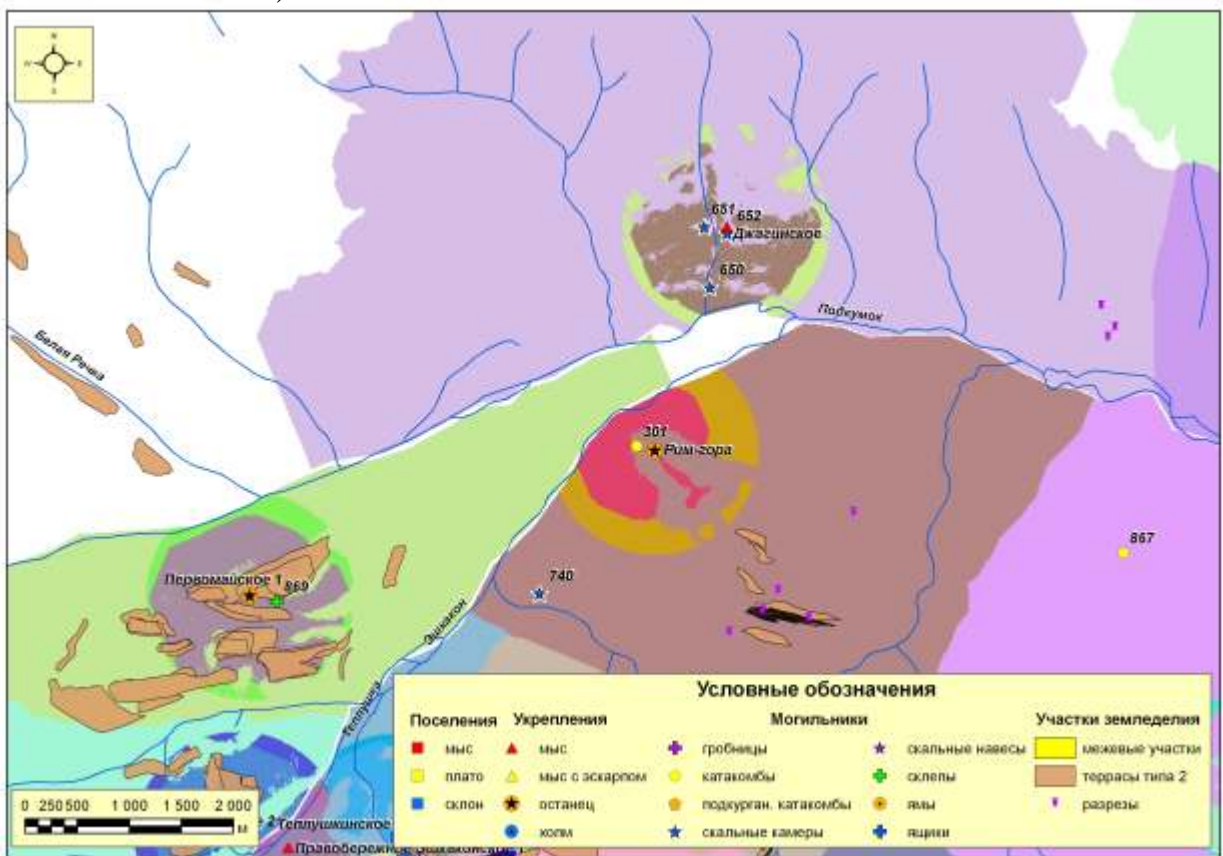 N
W E
S
651
652
Джагинское
650
Подкумок
Белая Речка
361
Рим-гора
867
Первомайское 1
869
740
Эшкакон
Теплушка
Условные обозначения
Поселения
мыс
плато
склон
Укрепления
мыс
мыс с эскарпом
останец
холм
Могильники
гробницы
катакомбы
подкурган. катакомбы
скальные камеры
скальные навесы
склепы
ямы
ящики
Участки земледелия
межевые участки
террасы типа 2
разрезы
0 250 500 1 000 1 500 2 000
м
2
Теплушкинское
Правобережное Эшкаконское 1